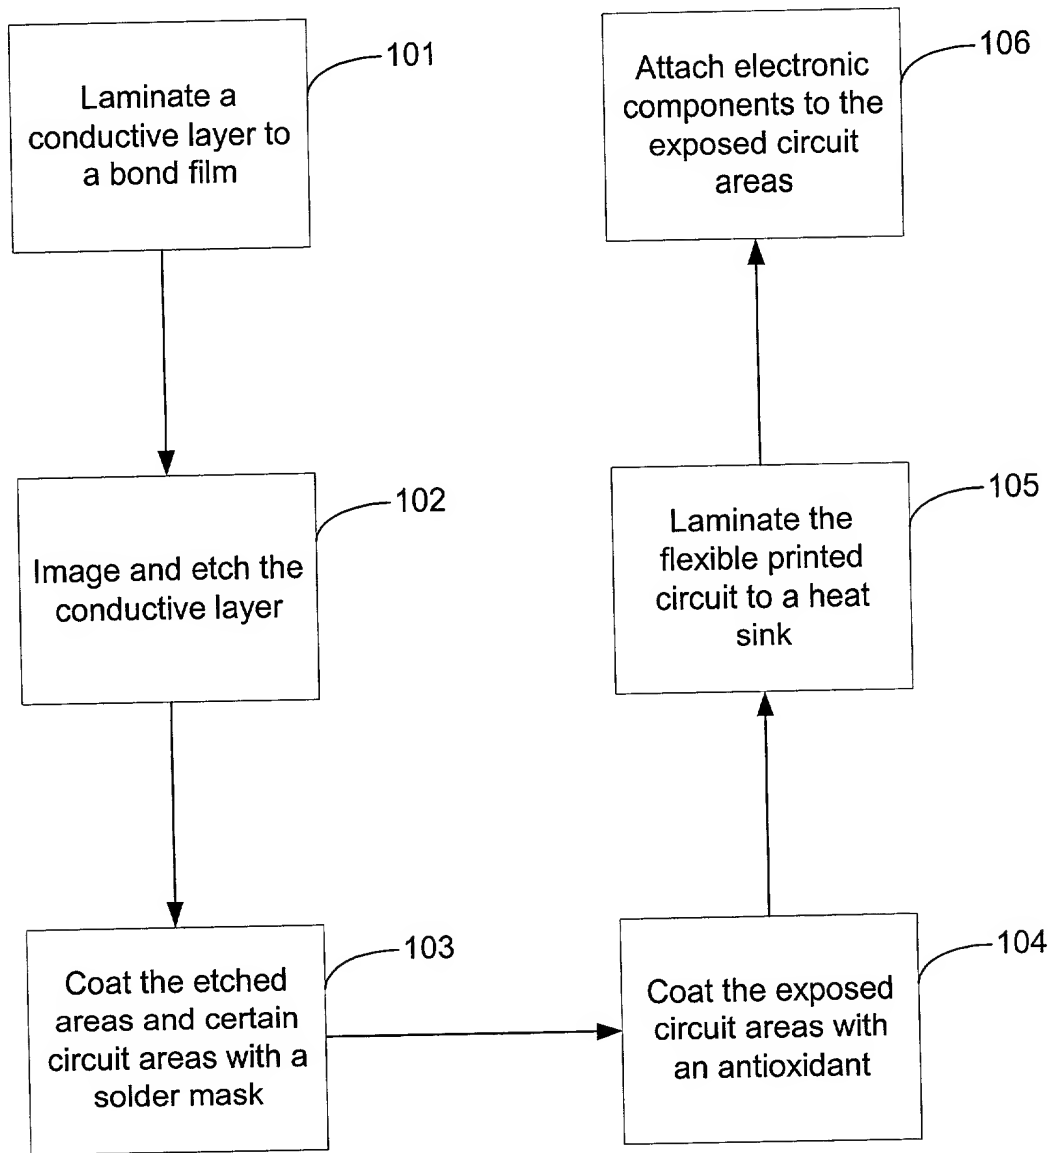 Laminate a
conductive layer to
a bond film
101
Image and etch the
conductive layer
102
Coat the etched
areas and certain
circuit areas with a
solder mask
103
Coat the exposed
circuit areas with
an antioxidant
104
Laminate the
flexible printed
circuit to a heat
sink
105
Attach electronic
components to the
exposed circuit
areas
106